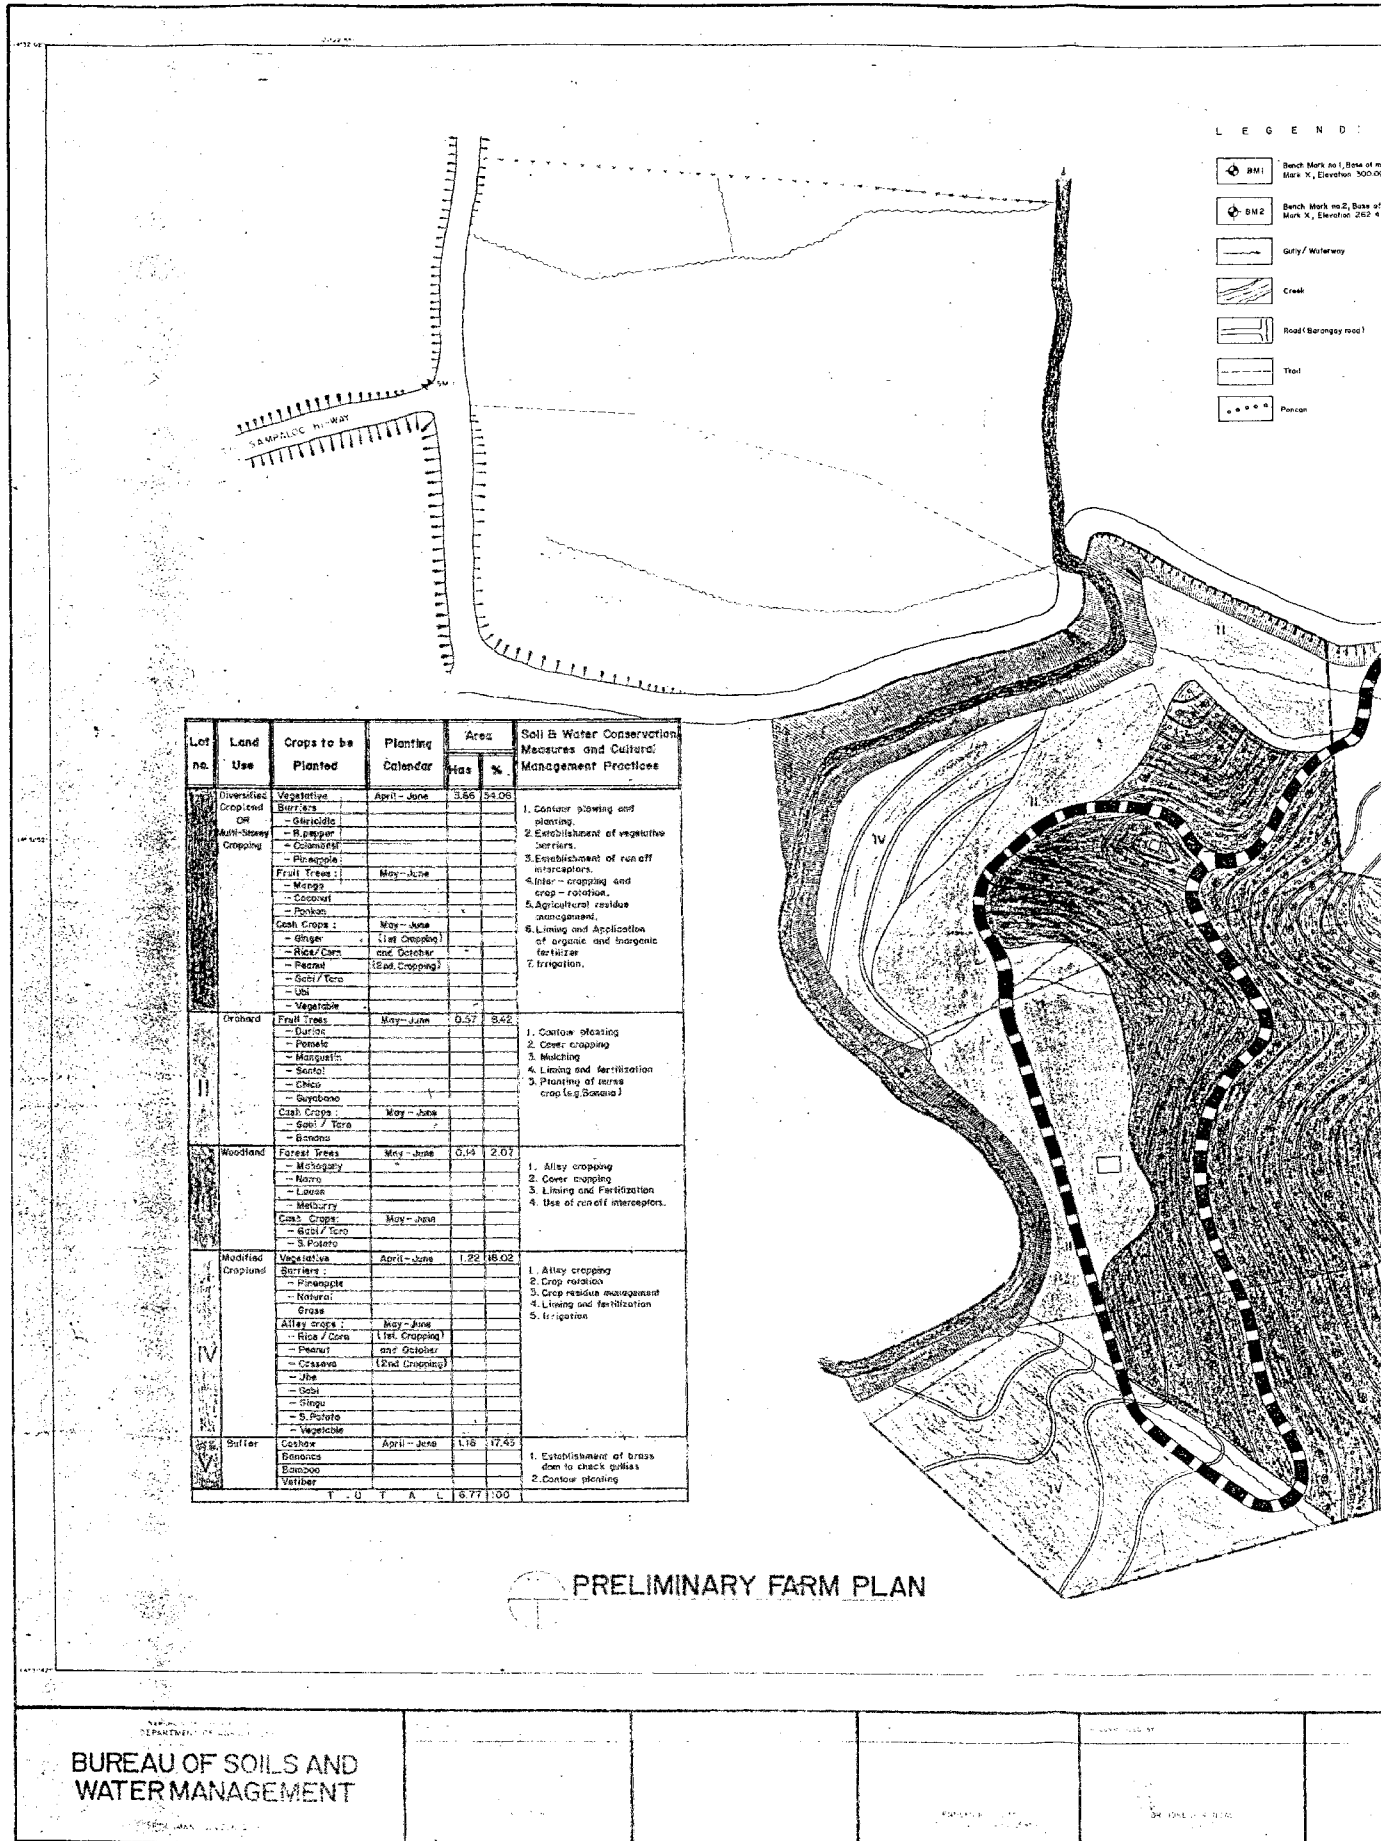 L E G E N D :
BM1
Bench Mark no 1, Base of
Mark X, Elevation 300.00
BM2
Bench Mark no.2, Base of
Mark X, Elevation 262
Gully / Waterway
Creek
Road (Barangay road)
Trail
Poncan
BM
SAMPALOC HI-WAY
II
II
IV
II
IV
Lot no.
Land Use
Crops to be Planted
Planting Calendar
Area
Has
%
Soil & Water Conservation Measures and Cultural Management Practices
Diversified Cropland OR Multi-Storey Cropping
Vegetative April - June 3.66 54.06
Barriers
- Gliricidia
- B.pepper
- Calamansi
- Pineapple
Fruit Trees : May-June
- Mango
- Coconut
- Ponkan
Cash Crops : May-June
- Ginger (1st Cropping)
- Rice/Corn and October
- Peanut (2nd. Cropping)
- Gabi / Taro
- Ubi
- Vegetable
1. Contour plowing and planting.
2. Establishment of vegetative barriers.
3. Establishment of run off interceptors.
4. Inter-cropping and crop-rotation.
5. Agricultural residue management.
6. Liming and Application of organic and inorganic fertilizer
7. Irrigation.
II
Orchard
Fruit Trees May-June 0.57 8.42
- Durian
- Pomelo
- Mangustin
- Santol
- Chico
- Guyabano
Cash Crops : May-June
- Gabi / Taro
- Banana
1. Contour planting
2. Cover cropping
3. Mulching
4. Liming and fertilization
5. Planting of nurse crop (e.g. Banana)
Woodland
Forest Trees May-June 0.14 2.07
- Mahogany
- Narra
- Lauan
- Melburry
Cash Crops: May-June
- Gabi / Taro
- S. Potato
1. Alley cropping
2. Cover cropping
3. Liming and Fertilization
4. Use of run off interceptors.
IV
Modified Cropland
Vegetative April-June 1.22 18.02
Barriers :
- Pineapple
- Natural
Grass
Alley crops : May-June
- Rice / Corn (1st. Cropping)
- Peanut and October
- Cassava (2nd Cropping)
- Ube
- Gabi
- Ginger
- S. Potato
- Vegetable
1. Alley cropping
2. Crop rotation
3. Crop residue management
4. Liming and fertilization
5. Irrigation
V
Buffer
Cashew April-June 1.18 17.43
Bananas
Bamboo
Vetiber
1. Establishment of brass dam to check gullies
2. Contour planting
T O T A L 6.77 100
PRELIMINARY FARM PLAN
DEPARTMENT OF
BUREAU OF SOILS AND
WATER MANAGEMENT